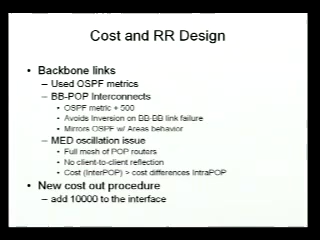 Cost and RR Design
• Backbone links
– Used OSPF metrics
– BB-POP Interconnects
• OSPF metric + 500
• Avoids Inversion on BB-BB link failure
• Mirrors OSPF w/ Areas behavior
– MED oscillation issue
• Full mesh of POP routers
• No client-to-client reflection
• Cost (InterPOP) > cost differences IntraPOP
• New cost out procedure
– add 10000 to the interface